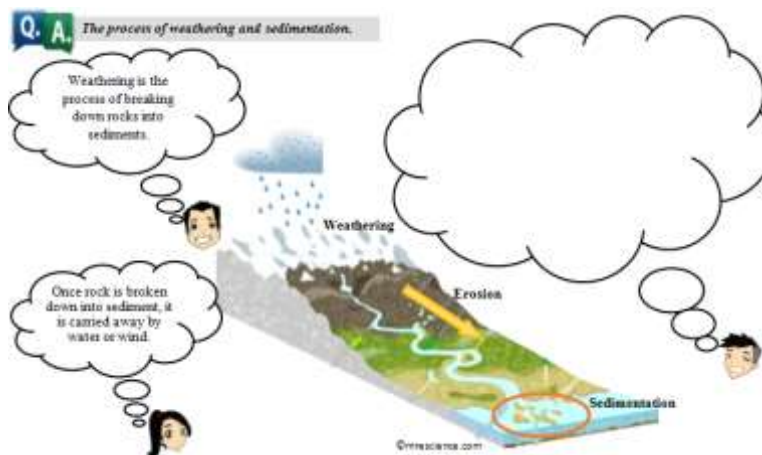 Q. A.
The process of weathering and sedimentation.
Weathering is the
process of breaking
down rocks into
sediments.
Weathering
Erosion
Once rock is broken
down into sediment, it
is carried away by
water or wind.
Sedimentation
©mrescience.com